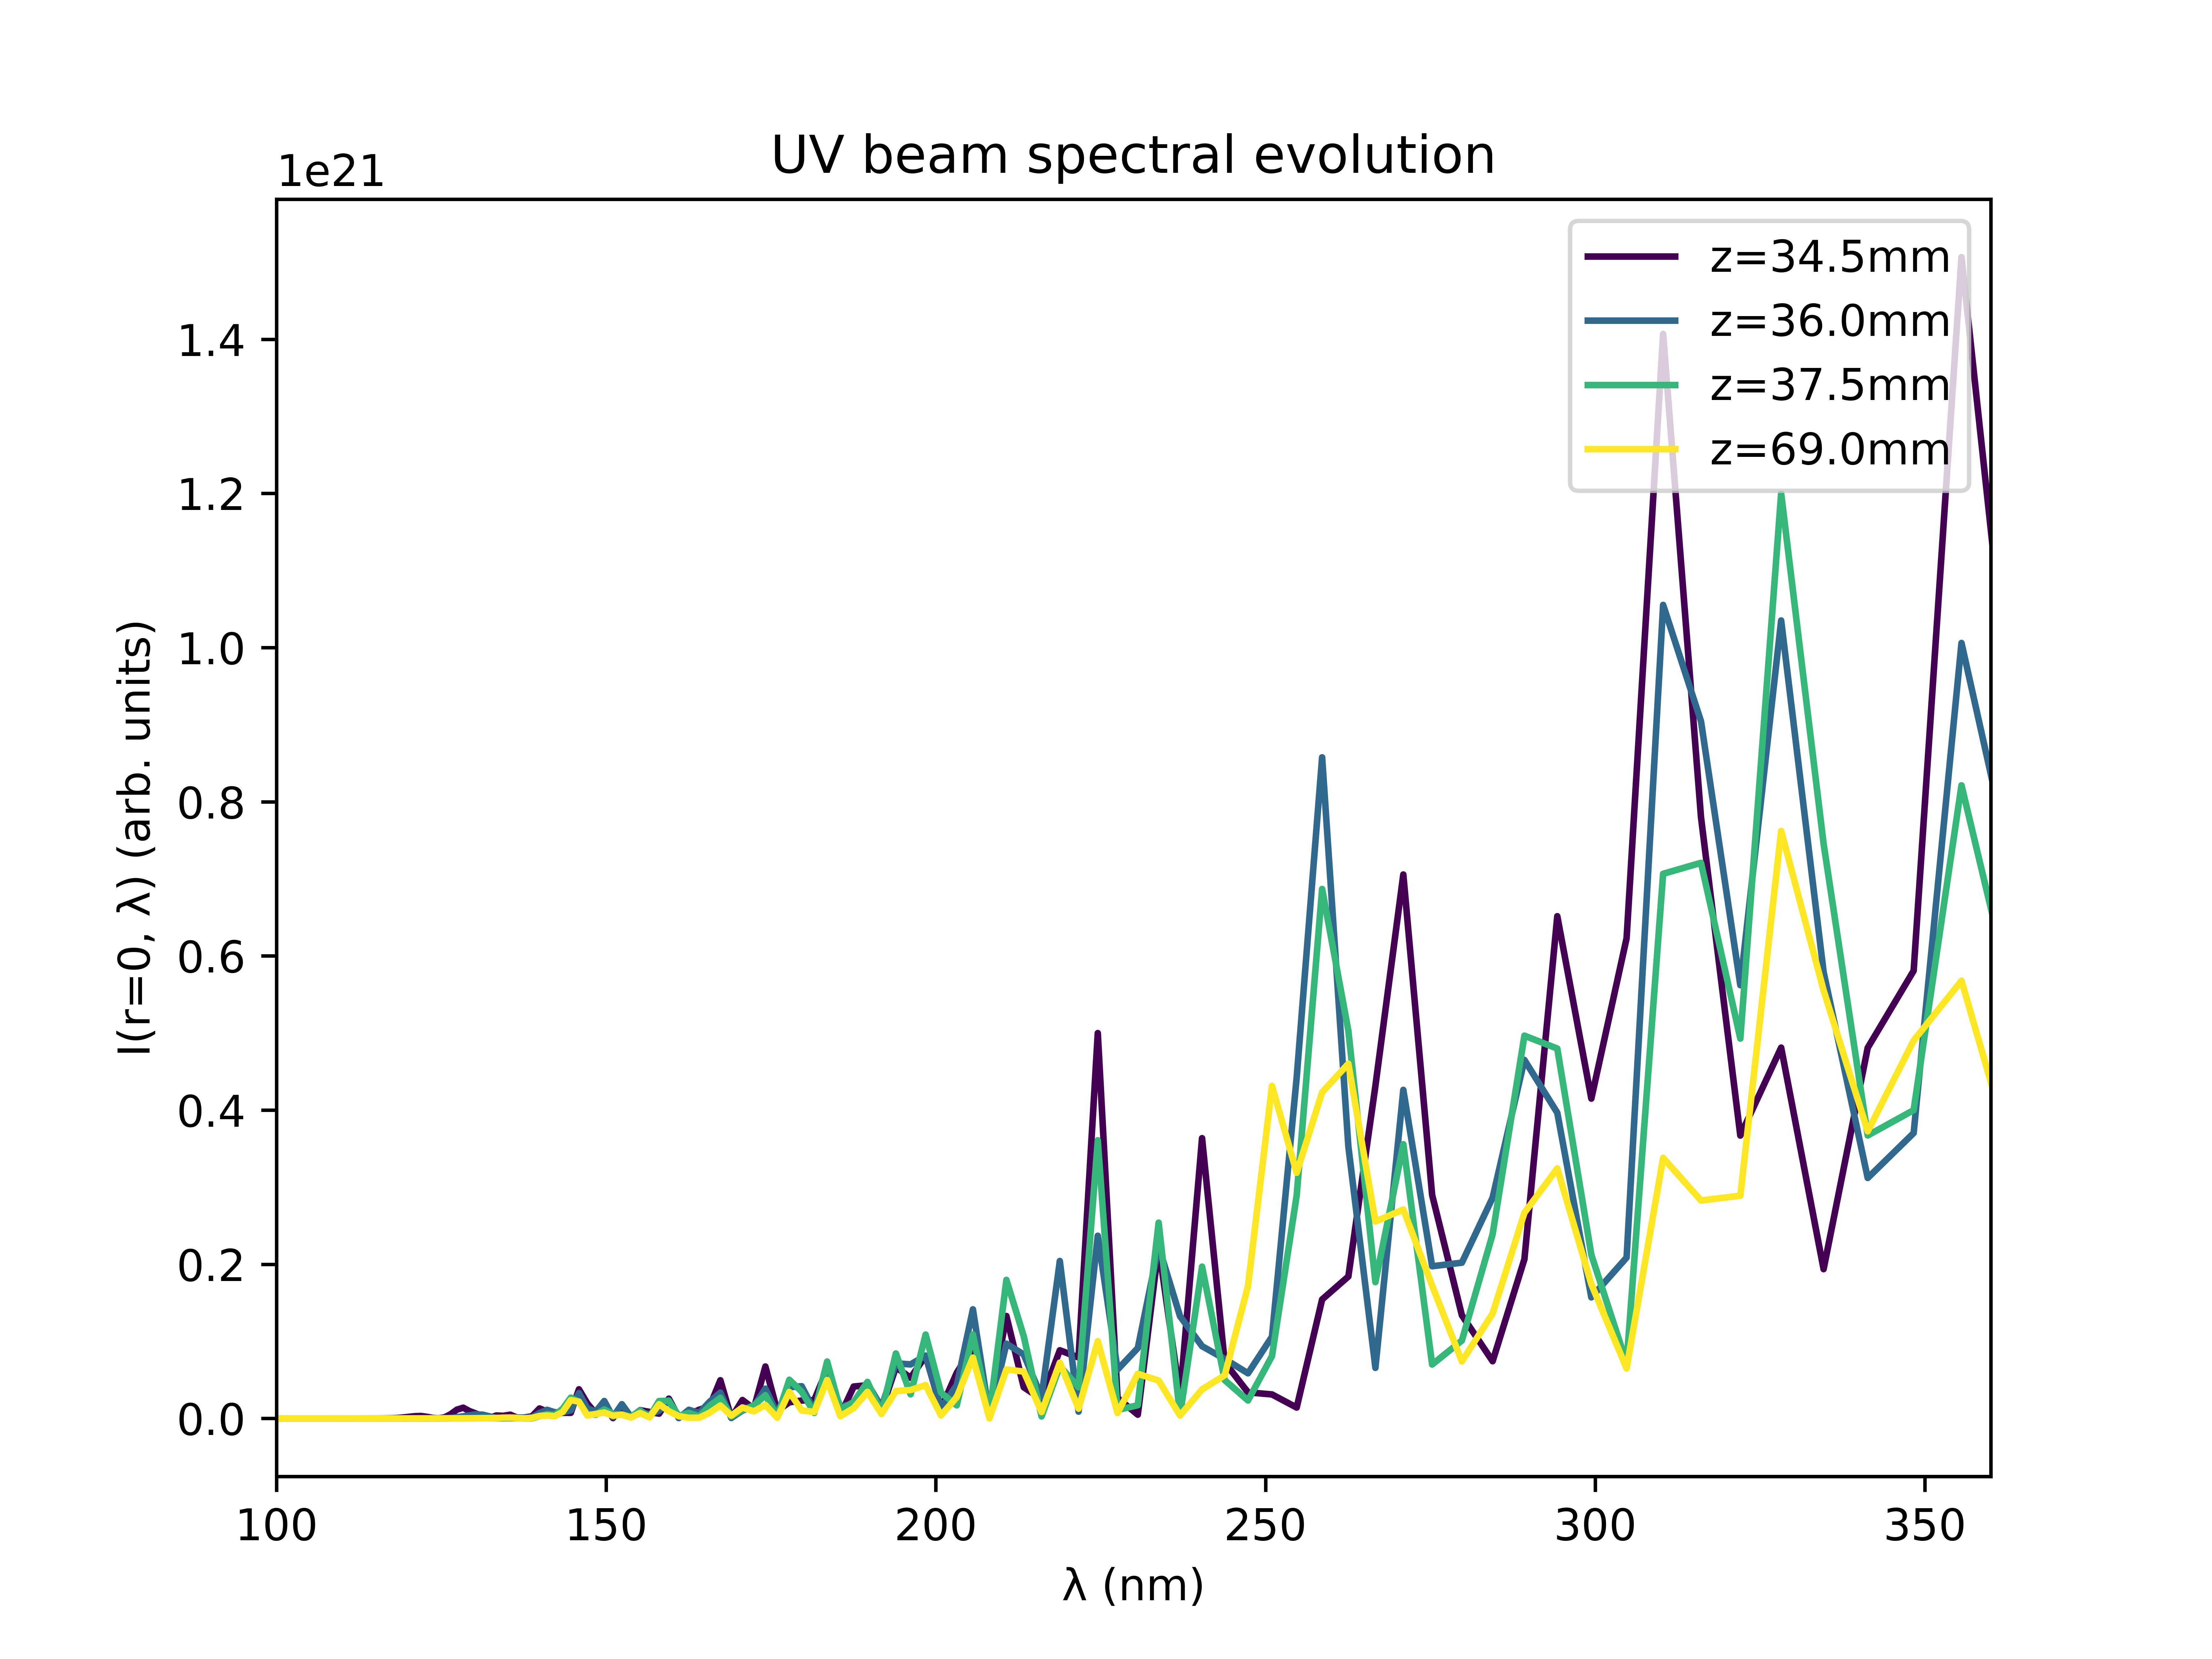 UV beam spectral evolution
1e21
z=34.5mm
z=36.0mm
z=37.5mm
z=69.0mm
1.4
1.2
1.0
0.8
0.6
0.4
0.2
0.0
I(r=0, λ) (arb. units)
100 150 200 250 300 350
λ (nm)